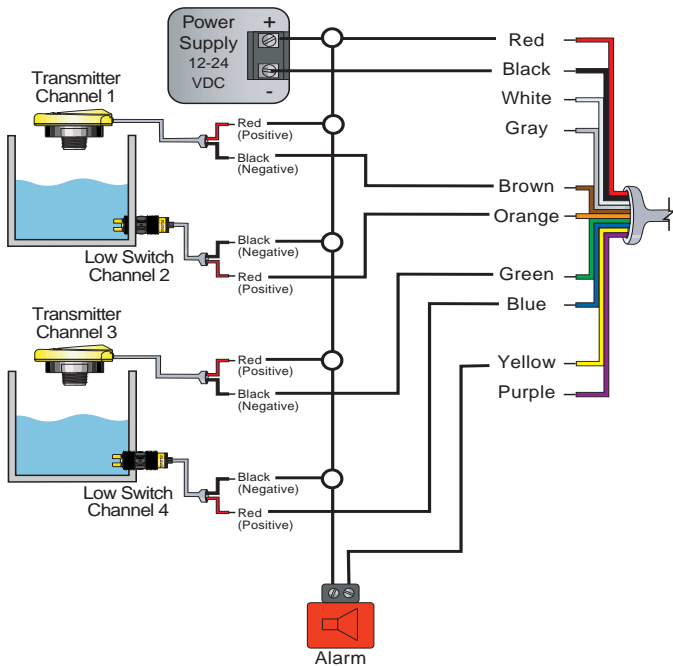 Power
Supply
12-24
VDC
+
-
Red
Black
White
Gray
Brown
Orange
Green
Blue
Yellow
Purple
Transmitter
Channel 1
Red
(Positive)
Black
(Negative)
Low Switch
Channel 2
Black
(Negative)
Red
(Positive)
Transmitter
Channel 3
Red
(Positive)
Black
(Negative)
Low Switch
Channel 4
Black
(Negative)
Red
(Positive)
Alarm